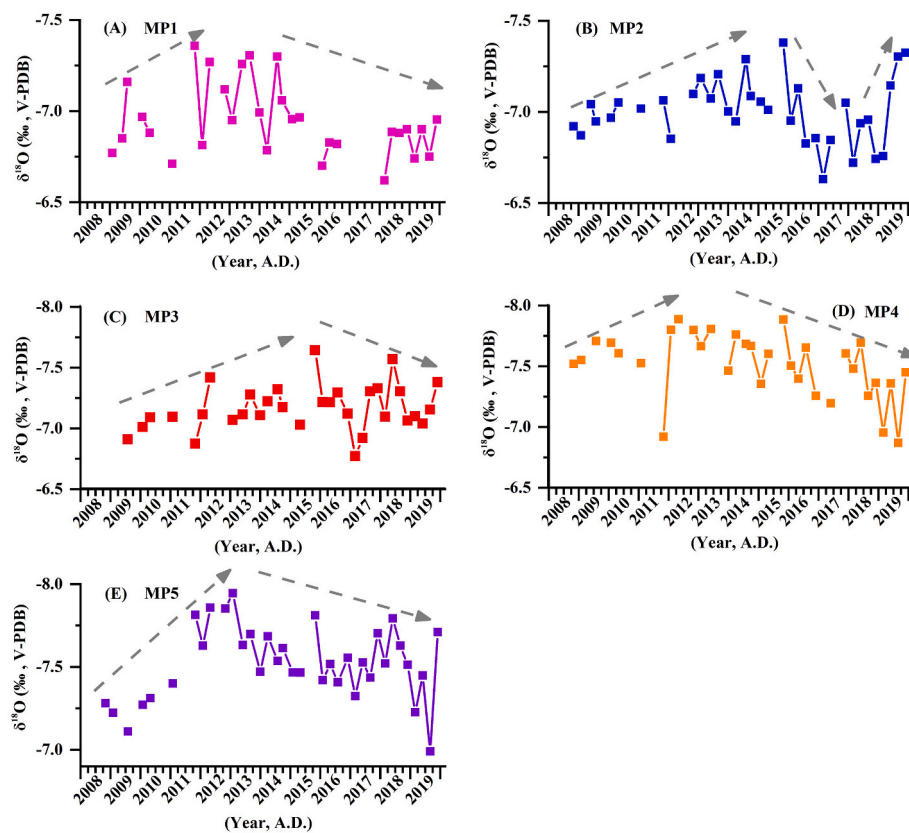 (A) MP1
-7.5
-7.0
-6.5
δ¹⁸O (‰, V-PDB)
2008 2009 2010 2011 2012 2013 2014 2015 2016 2017 2018 2019
(Year, A.D.)
(B) MP2
-7.5
-7.0
-6.5
δ¹⁸O (‰, V-PDB)
2008 2009 2010 2011 2012 2013 2014 2015 2016 2017 2018 2019
(Year, A.D.)
(C) MP3
-8.0
-7.5
-7.0
-6.5
δ¹⁸O (‰, V-PDB)
2008 2009 2010 2011 2012 2013 2014 2015 2016 2017 2018 2019
(Year, A.D.)
(D) MP4
-8.0
-7.5
-7.0
-6.5
δ¹⁸O (‰, V-PDB)
2008 2009 2010 2011 2012 2013 2014 2015 2016 2017 2018 2019
(Year, A.D.)
(E) MP5
-8.0
-7.5
-7.0
δ¹⁸O (‰, V-PDB)
2008 2009 2010 2011 2012 2013 2014 2015 2016 2017 2018 2019
(Year, A.D.)